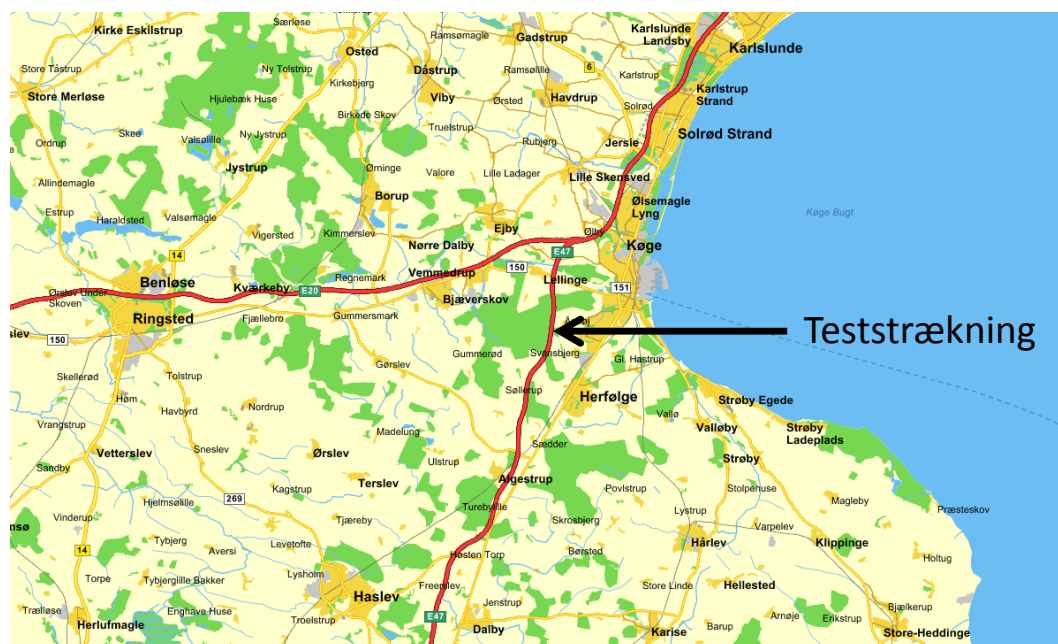 Kirke Eskilstrup
Særløse
Osted
Ramsømagle
Gadstrup
Karlslunde
Landsby
Karlslunde
Store Tåstrup
Ny Tolstrup
Kirkebjerg
Dåstrup
Ramsølille
6
Karlstrup
Store Merløse
Hjulebæk Huse
Viby
Ørsted
Havdrup
Karlstrup
Strand
Birkede Skov
Solrød
Skee
Ny Jystrup
Truelstrup
Solrød Strand
Ordrup
Valsølille
Rubjerg
Jersie
Jystrup
Ørninge
Valore
Lille Ladager
Lille Skensved
Allindemagle
Borup
Estrup
Haraldsted
Valsømagle
Ølsemagle
Lyng
Køge Bugt
Vigersted
Kimmerslev
Ejby
Ølby
Nørre Dalby
Køge
14
E47
Regnemark
Vemmedrup
150
Lellinge
Benløse
Kværkeby
E20
151
Ørslev Under
Skoven
Bjæverskov
Ringsted
Fjællebro
Gummersmark
Teststrækning
150
Gummerød
Svansbjerg
Gl. Hastrup
Skellerød
Tolstrup
Gørslev
Søllerup
Høm
Nordrup
Herfølge
Strøby Egede
Havbyrd
Vallø
Vrangstrup
Madelung
Valløby
Strøby
Ladeplads
Sneslev
Sædder
Vetterslev
Ørslev
Strøby
Sandby
Ulstrup
Terslev
Algestrup
Kagstrup
Povlstrup
Stolpehuse
Magleby
269
Hjelmsølille
Turebylille
Lystrup
Præsteskov
Vinderup
Tjæreby
Skrosbjerg
Varpelev
14
Tybjerg
Aversi
Levetofte
Hårlev
Klippinge
Høsten Torp
Børsted
Holtug
Torpe
Tybjerglille Bakker
Lysholm
Freerslev
Store Linde
Hellested
Haslev
Trælløse
Enghave Huse
E47
Jenstrup
Bjælkerup
Herlufmagle
Troelstrup
Dalby
Karise
Barup
Arnøje
Erikstrup
Store-Heddinge